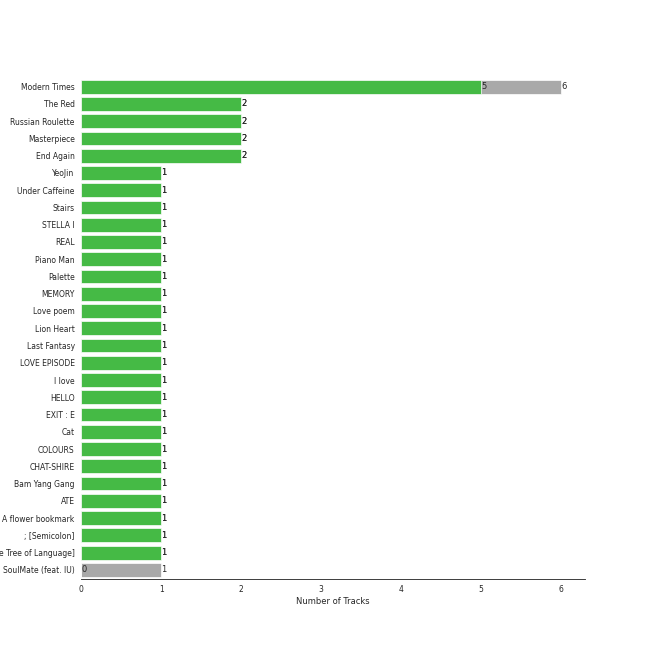 Modern Times 5 6
The Red 2
Russian Roulette 2
Masterpiece 2
End Again 2
YeoJin 1
Under Caffeine 1
Stairs 1
STELLA I 1
REAL 1
Piano Man 1
Palette 1
MEMORY 1
Love poem 1
Lion Heart 1
Last Fantasy 1
LOVE EPISODE 1
I love 1
HELLO 1
EXIT : E 1
Cat 1
COLOURS 1
CHAT-SHIRE 1
Bam Yang Gang 1
ATE 1
A flower bookmark 1
; [Semicolon] 1
e Tree of Language] 1
SoulMate (feat. IU) 0 1
0 1 2 3 4 5 6
Number of Tracks